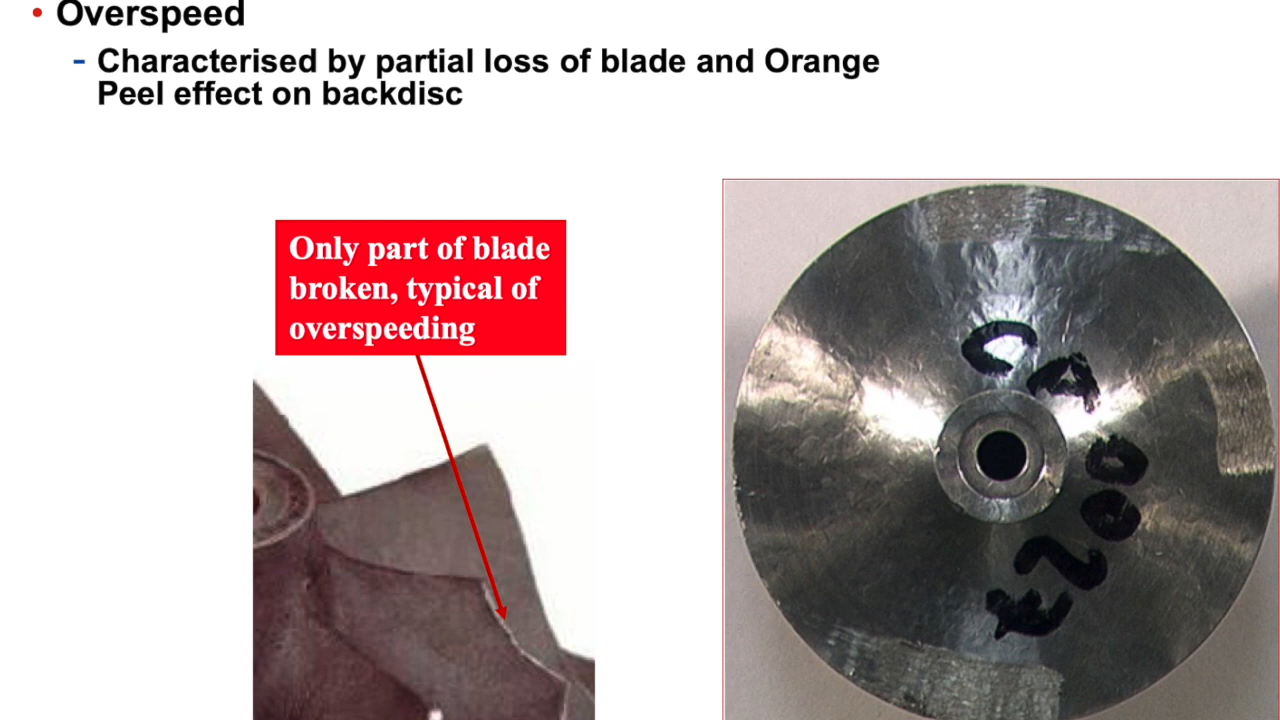 • Overspeed
- Characterised by partial loss of blade and Orange
Peel effect on backdisc
Only part of blade
broken, typical of
overspeeding